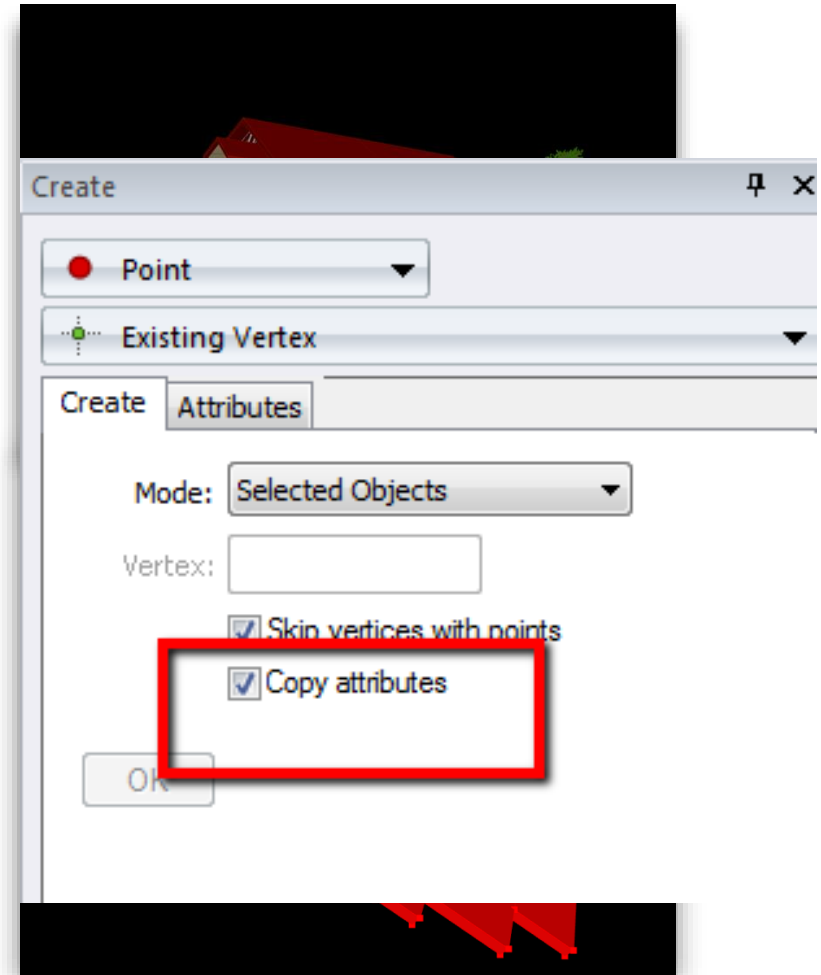 Create
Point
Existing Vertex
Create Attributes
Mode: Selected Objects
Vertex:
Skip vertices with points
Copy attributes
OK